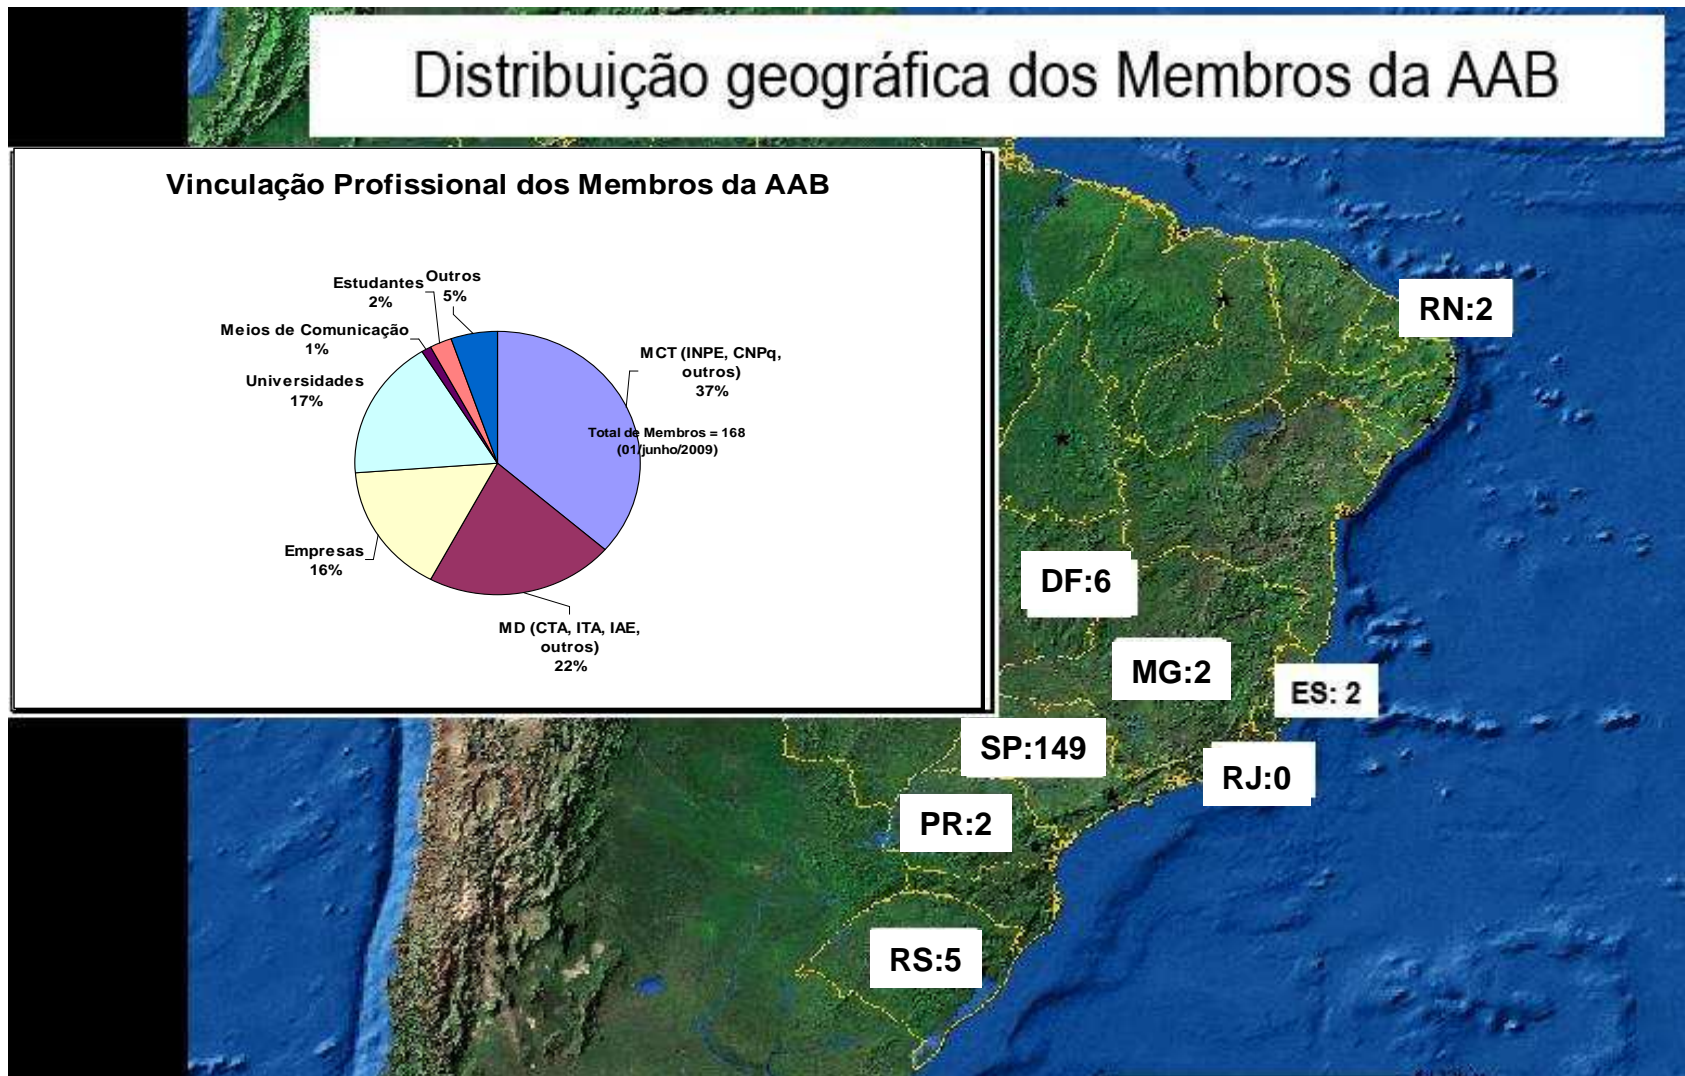 Distribuição geográfica dos Membros da AAB
Vinculação Profissional dos Membros da AAB
Estudantes
2%
Outros
5%
Meios de Comunicação
1%
Universidades
17%
MCT (INPE, CNPq,
outros)
37%
Total de Membros = 168
(01/junho/2009)
Empresas
16%
MD (CTA, ITA, IAE,
outros)
22%
RN:2
DF:6
MG:2
ES: 2
SP:149
RJ:0
PR:2
RS:5